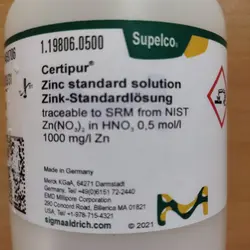 1.19806.0500
Supelco®
Certipur®
Zinc standard solution
Zink-Standardlösung
traceable to SRM from NIST
Zn(NO₃)₂ in HNO₃ 0,5 mol/l
1000 mg/l Zn
Made in Germany
Merck KGaA, 64271 Darmstadt
Germany, Tel. +49(0)6151 72-2440
EMD Millipore Corporation
290 Concord Road, Billerica MA 01821
USA, Tel. +1-978-715-4321
sigmaaldrich.com
© 2021